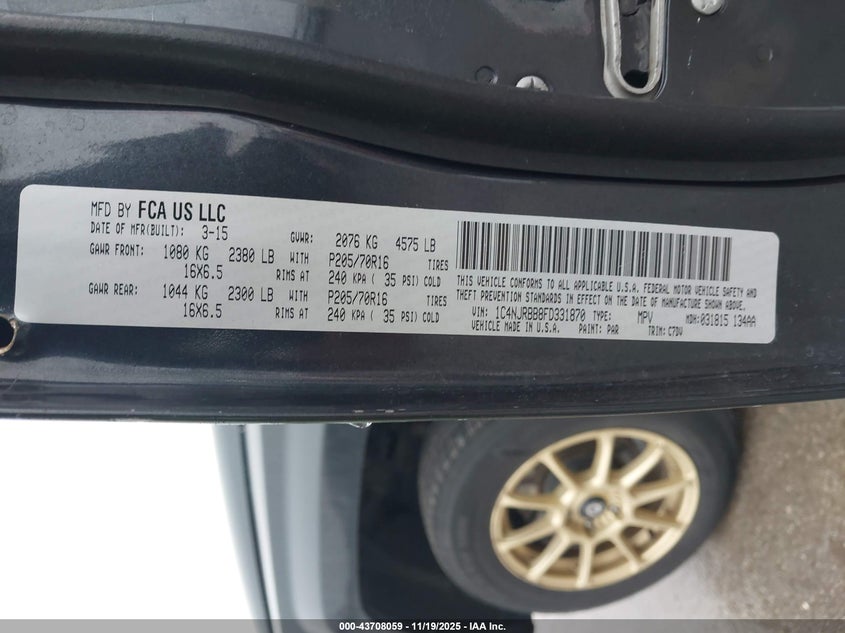 MFD BY FCA US LLC
DATE OF MFR(BUILT): 3-15 GVWR: 2076 KG 4575 LB
GAWR FRONT: 1080 KG 2380 LB WITH P205/70R16 TIRES
16X6.5 RIMS AT 240 KPA ( 35 PSI) COLD
GAWR REAR: 1044 KG 2300 LB WITH P205/70R16 TIRES
16X6.5 RIMS AT 240 KPA ( 35 PSI) COLD
THIS VEHICLE CONFORMS TO ALL APPLICABLE U.S.A. FEDERAL MOTOR VEHICLE SAFETY AND
THEFT PREVENTION STANDARDS IN EFFECT ON THE DATE OF MANUFACTURE SHOWN ABOVE.
VIN: 1C4NJRBB8FD331870 TYPE: MPV MDH:031815 134AA
VEHICLE MADE IN U.S.A. PAINT: PAR TRIM: C7DV
000-43708059 - 11/19/2025 - IAA Inc.